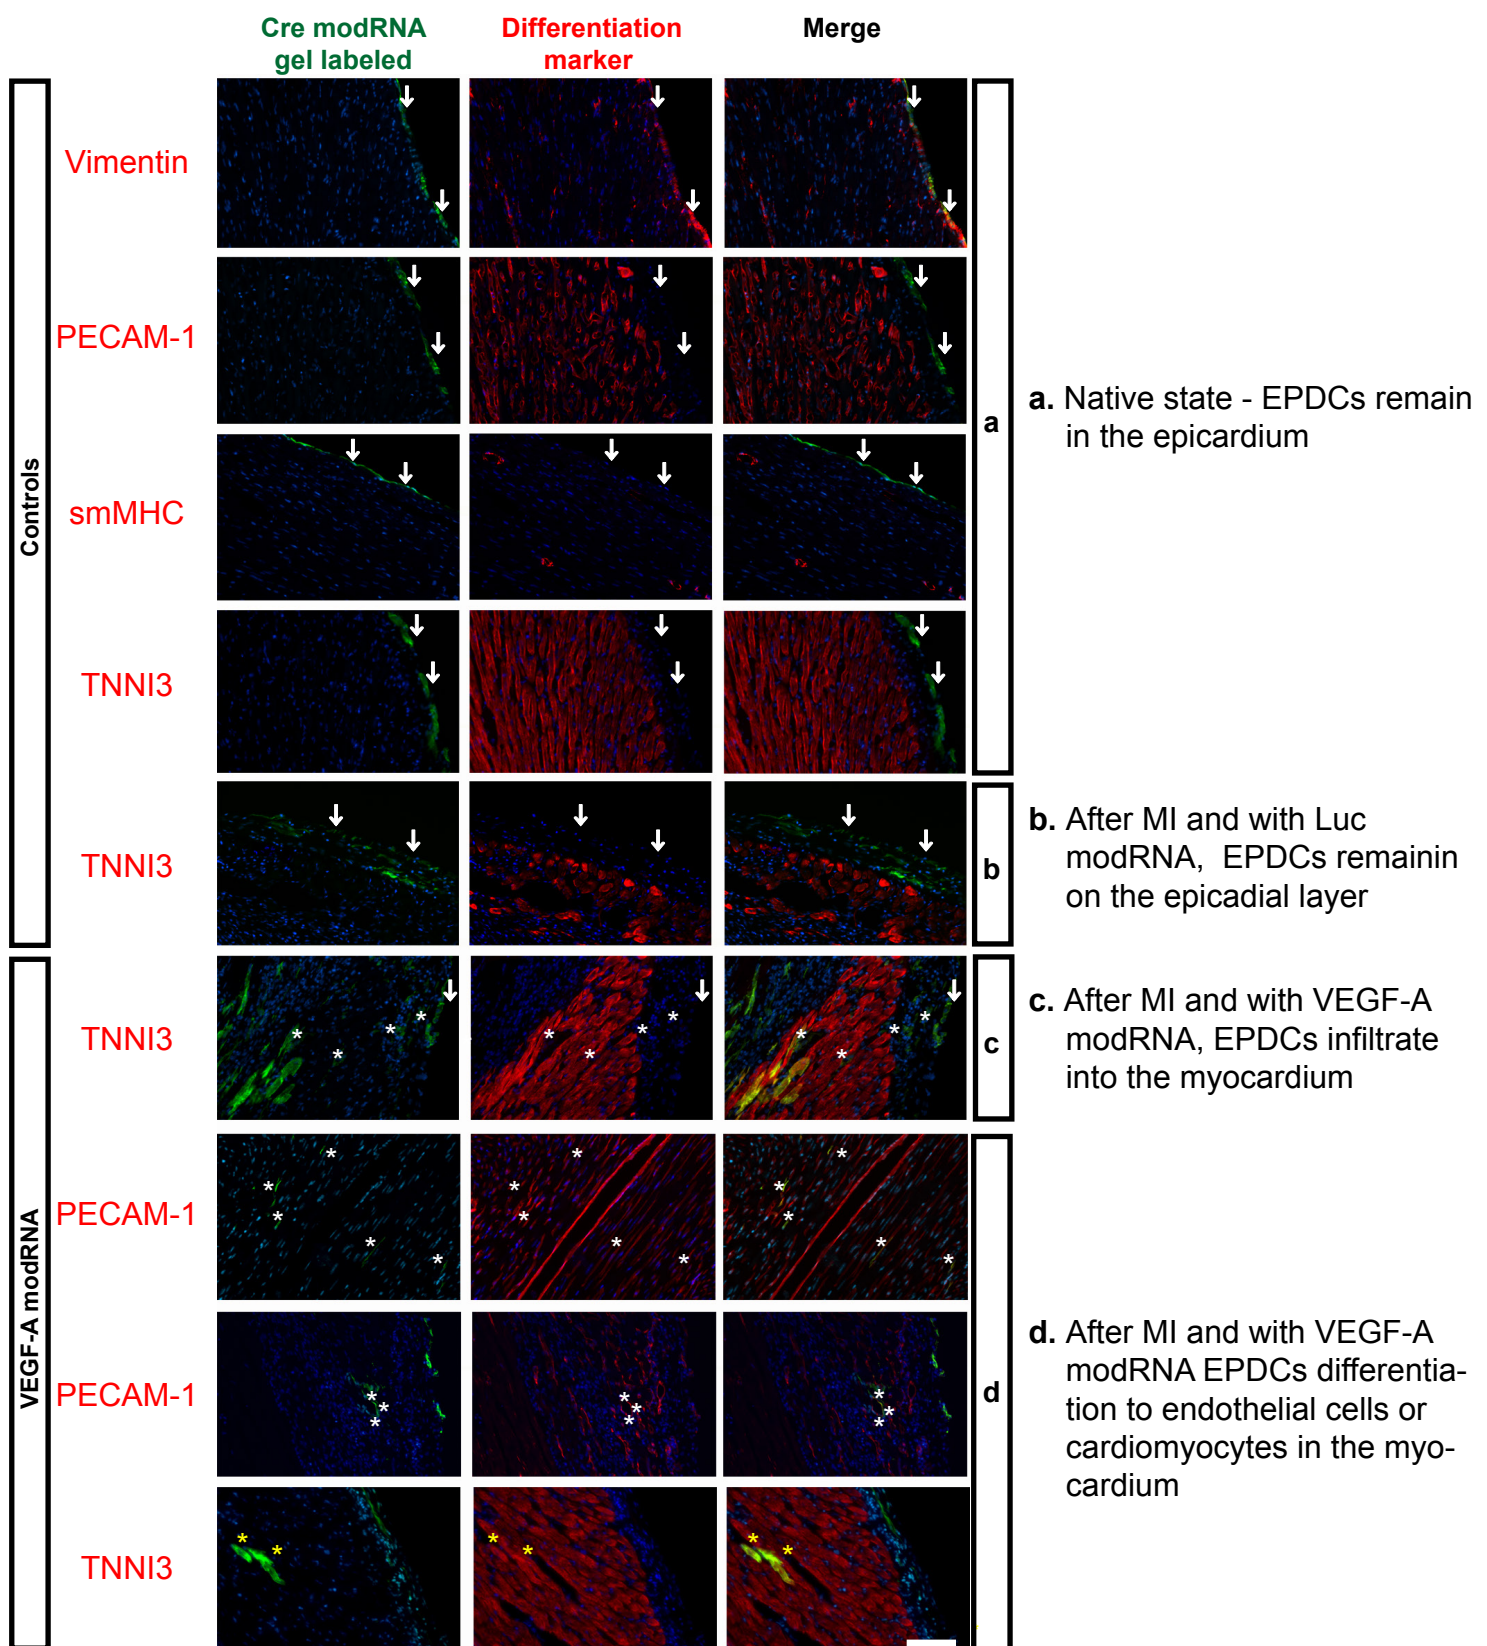 Cre modRNA
gel labeled
Differentiation
marker
Merge
Controls
Vimentin
PECAM-1
smMHC
TNNI3
a
a. Native state - EPDCs remain
in the epicardium
TNNI3
b
b. After MI and with Luc
modRNA, EPDCs remainin
on the epicadial layer
VEGF-A modRNA
TNNI3
c
c. After MI and with VEGF-A
modRNA, EPDCs infiltrate
into the myocardium
PECAM-1
PECAM-1
TNNI3
d
d. After MI and with VEGF-A
modRNA EPDCs differentia-
tion to endothelial cells or
cardiomyocytes in the myo-
cardium